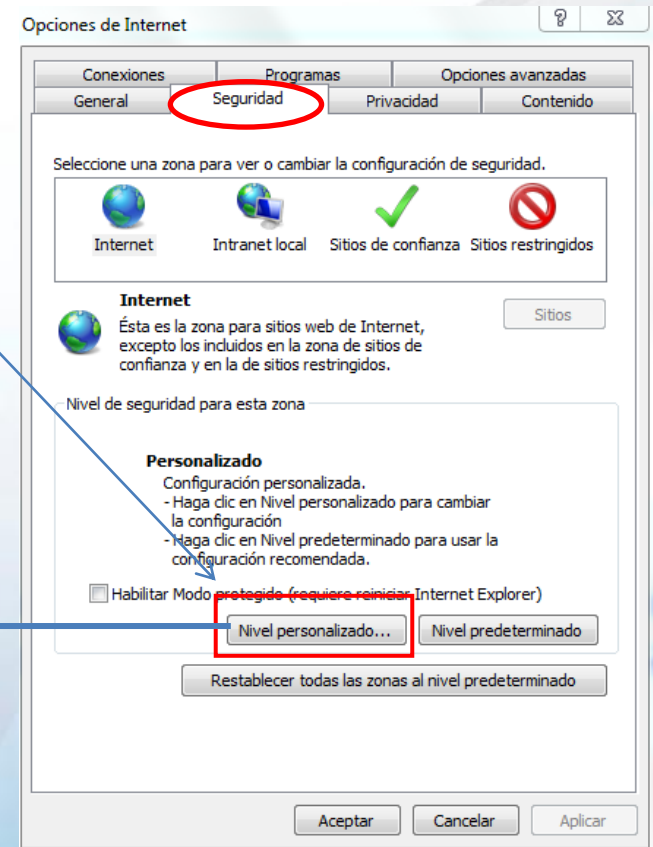 Opciones de Internet
Conexiones Programas Opciones avanzadas
General Seguridad Privacidad Contenido
Seleccione una zona para ver o cambiar la configuración de seguridad.
Internet Intranet local Sitios de confianza Sitios restringidos
Internet
Sitios
Ésta es la zona para sitios web de Internet,
excepto los incluidos en la zona de sitios de
confianza y en la de sitios restringidos.
Nivel de seguridad para esta zona
Personalizado
Configuración personalizada.
- Haga clic en Nivel personalizado para cambiar
la configuración
- Haga clic en Nivel predeterminado para usar la
configuración recomendada.
Habilitar Modo protegido (requiere reiniciar Internet Explorer)
Nivel personalizado... Nivel predeterminado
Restablecer todas las zonas al nivel predeterminado
Aceptar Cancelar Aplicar